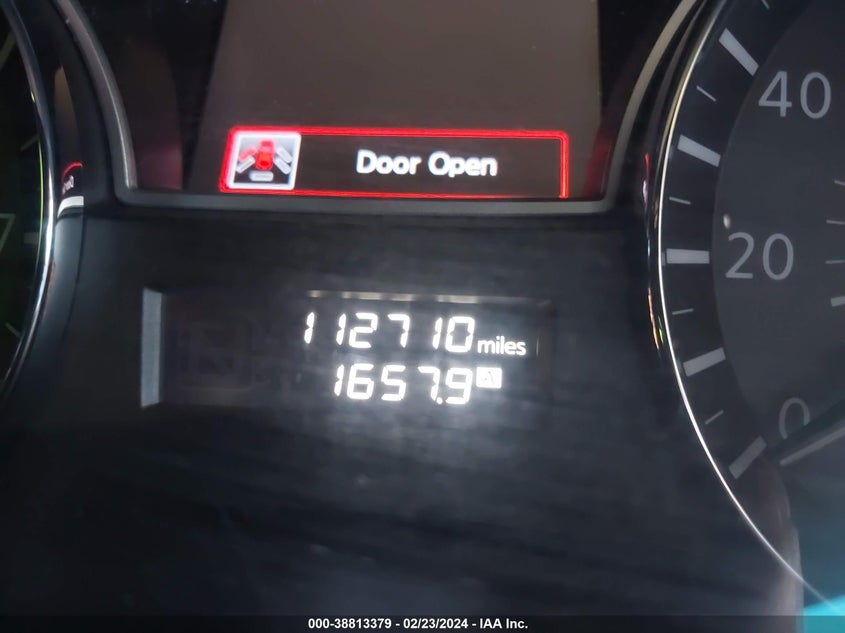 40
Door Open
20
112710 miles
1657.9 A
0
000-38813379 - 02/23/2024 - IAA Inc.